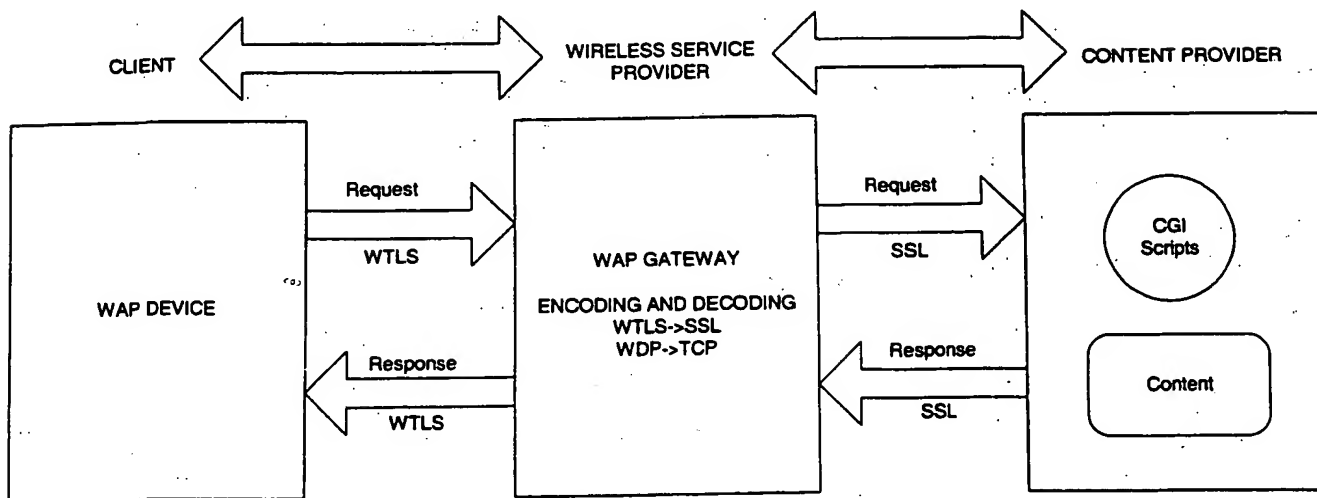 CLIENT
WIRELESS SERVICE
PROVIDER
CONTENT PROVIDER
WAP DEVICE
Request
WTLS
Response
WTLS
WAP GATEWAY
ENCODING AND DECODING
WTLS->SSL
WDP->TCP
Request
SSL
Response
SSL
CGI
Scripts
Content